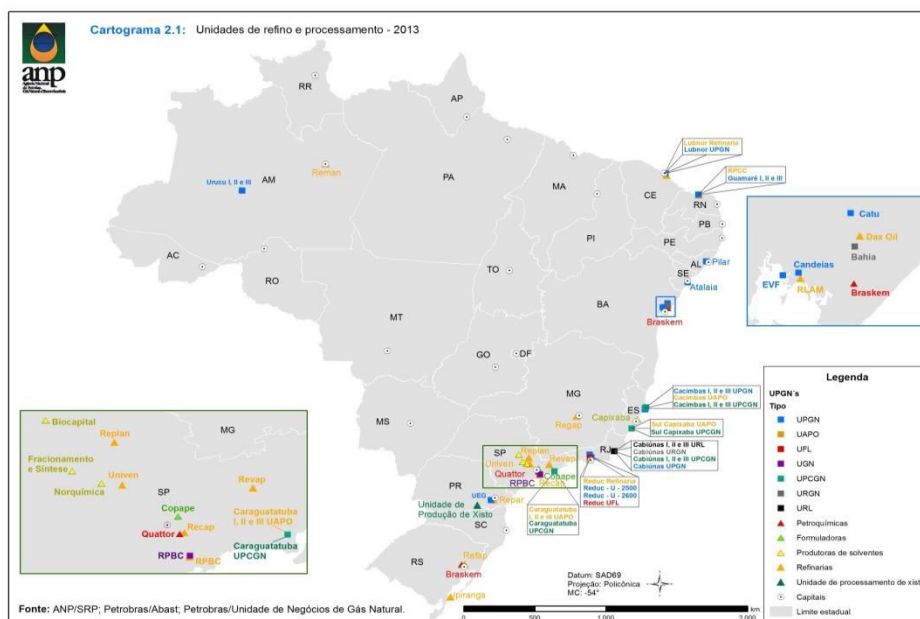 Cartograma 2.1: Unidades de refino e processamento - 2013
anp
RR
AP
Reman
Urucu I, II e III
AM
PA
MA
CE
Lubnor Refinaria
Lubnor UPGN
RPCC
Guamaré I, II e III
RN
PB
PI
PE
AL
Pilar
SE
Atalaia
AC
RO
TO
BA
Braskem
MT
GO
DF
MG
ES
MS
Catu
Dax Oil
Bahia
Candeias
EVF
RLAM
Braskem
Cacimbas I, II e III UPGN
Cacimbas UAPO
Cacimbas I, II e III UPCGN
Capixaba
Regap
Sul Capixaba UAPO
Sul Capixaba UPCGN
RJ
Cabiúnas I, II e III URL
Cabiúnas URGN
Cabiúnas I, II e III UPCGN
Cabiúnas UPGN
SP
Replan
Univen
Revap
Quattor
Copape
RPBC
Recap
Reduc Refinaria
Reduc - U - 2500
Reduc - U - 2600
Reduc UFL
PR
UEG
Repar
Unidade de
Produção de Xisto
Caraguatatuba
I, II e III UAPO
Caraguatatuba
UPCGN
SC
RS
Refap
Braskem
Ipiranga
Biocapital
Replan
MG
Fracionamento
e Síntese
Univen
Norquímica
SP
Revap
Copape
Quattor
Recap
Caraguatatuba
I, II e III UAPO
RPBC
RPBC
Caraguatatuba
UPCGN
Legenda
UPGN´s
Tipo
UPGN
UAPO
UFL
UGN
UPCGN
URGN
URL
Petroquímicas
Formuladoras
Produtoras de solventes
Refinarias
Unidade de processamento de xisto
Capitais
Limite estadual
Datum: SAD69
Projeção: Policônica
MC: -54°
km
0 500 1.000 2.000
Fonte: ANP/SRP; Petrobras/Abast; Petrobras/Unidade de Negócios de Gás Natural.